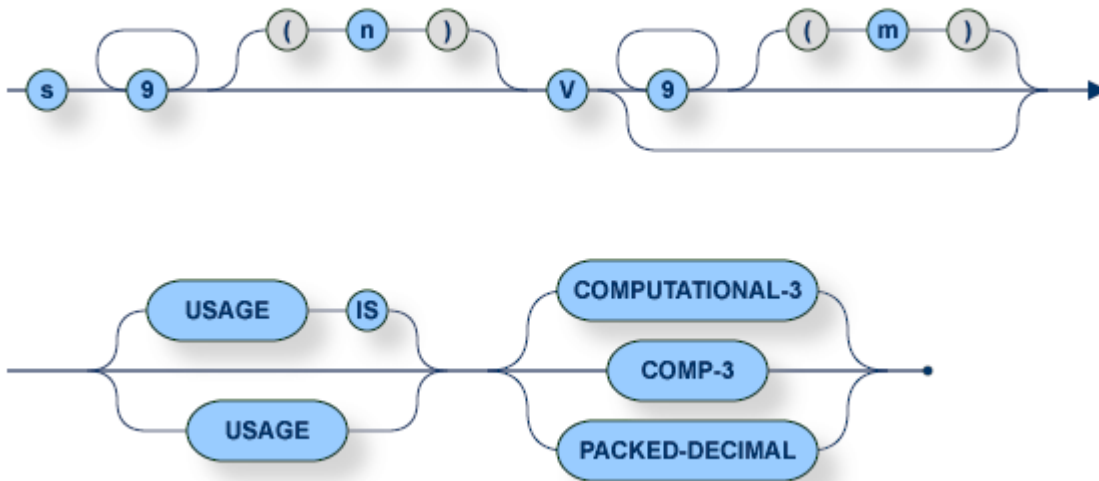 ( n ) ( m )
s 9 V 9
USAGE IS COMPUTATIONAL-3
COMP-3
USAGE PACKED-DECIMAL